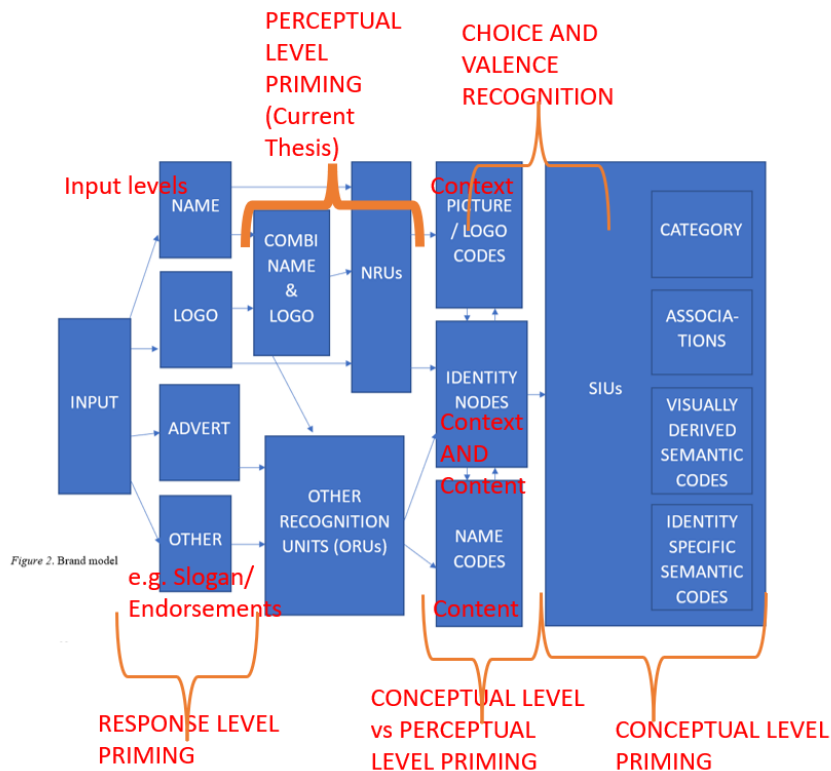 PERCEPTUAL
LEVEL
PRIMING
(Current
Thesis)
CHOICE AND
VALENCE
RECOGNITION
Input levels
NAME
COMBI
NAME
&
LOGO
LOGO
NRUs
Context
PICTURE
/ LOGO
CODES
CATEGORY
ASSOCIA-
TIONS
INPUT
IDENTITY
NODES
SIUs
ADVERT
Context
AND
Content
VISUALLY
DERIVED
SEMANTIC
CODES
OTHER
RECOGNITION
UNITS (ORUs)
OTHER
NAME
CODES
IDENTITY
SPECIFIC
SEMANTIC
CODES
Figure 2. Brand model
e.g. Slogan/
Endorsements
Content
RESPONSE LEVEL
PRIMING
CONCEPTUAL LEVEL
vs PERCEPTUAL
LEVEL PRIMING
CONCEPTUAL LEVEL
PRIMING